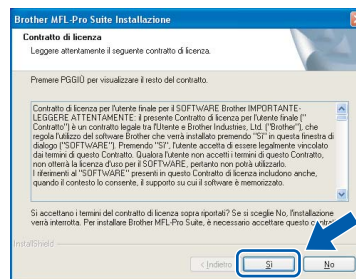 Brother MFL-Pro Suite Installazione
Contratto di licenza
Leggere attentamente il seguente contratto di licenza.
Premere PGGIÙ per visualizzare il resto del contratto.
Contratto di licenza per l'utente finale per il SOFTWARE Brother IMPORTANTE-
LEGGERE ATTENTAMENTE: il presente Contratto di licenza per l'utente finale ("
Contratto") è un contratto legale tra l'Utente e Brother Industries, Ltd. ("Brother"), che
regola l'utilizzo del software Brother che verrà installato premendo "Sì" in questa finestra di
dialogo ("SOFTWARE"). Premendo "Sì", l'utente accetta di essere legalmente vincolato
dai termini di questo Contratto. Qualora l'utente non accetti i termini di questo Contratto,
non otterrà la licenza d'uso per il SOFTWARE, pertanto non potrà utilizzarlo.
I riferimenti al "SOFTWARE" presenti in questo Contratto di licenza includono anche,
quando il contesto lo consente, il supporto su cui il software è memorizzato.
Si accettano i termini del contratto di licenza sopra riportati? Se si sceglie No, l'installazione
verrà interrotta. Per installare Brother MFL-Pro Suite, è necessario accettare questo
InstallShield
< Indietro
Sì
No